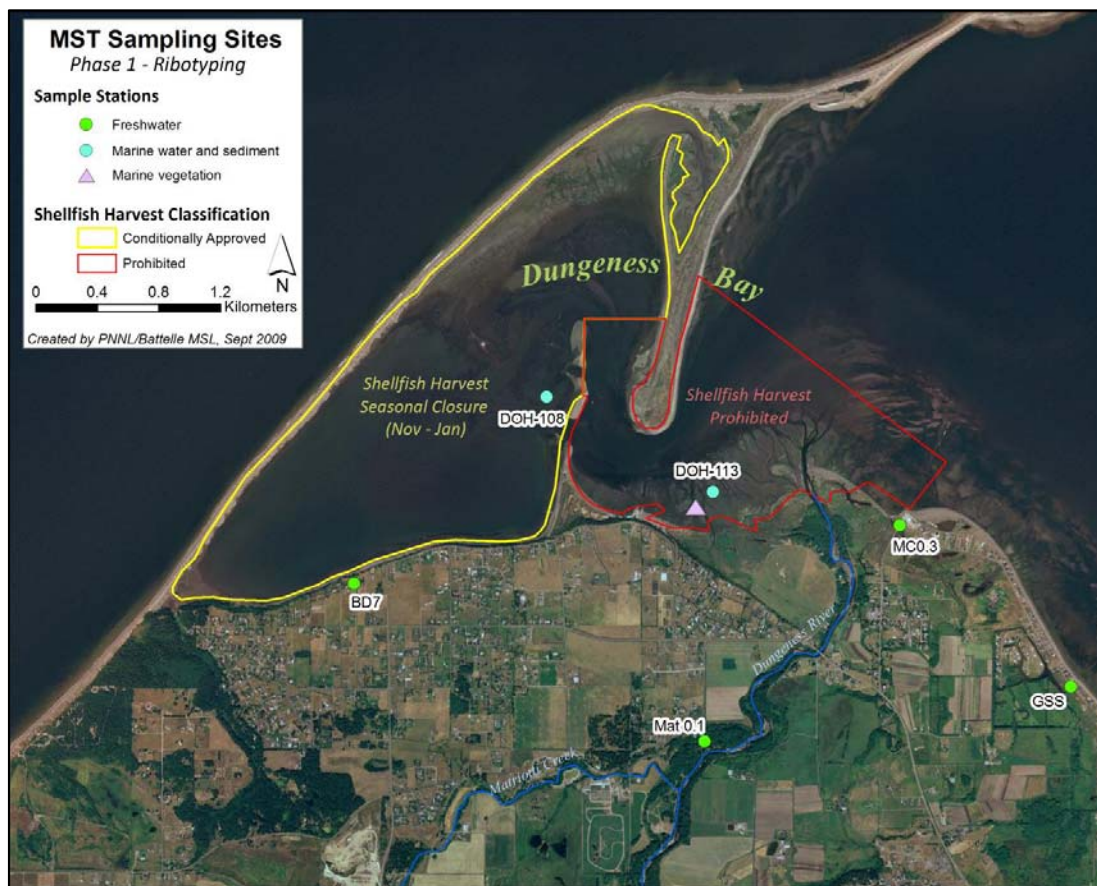 MST Sampling Sites
Phase 1 - Ribotyping
Sample Stations
Freshwater
Marine water and sediment
Marine vegetation
Shellfish Harvest Classification
Conditionally Approved
Prohibited
N
0 0.4 0.8 1.2
Kilometers
Created by PNNL/Battelle MSL, Sept 2009
Dungeness Bay
Shellfish Harvest
Seasonal Closure
(Nov - Jan)
DOH-108
Shellfish Harvest
Prohibited
DOH-113
MC0.3
BD7
Dungeness River
GSS
Mat 0.1
Matriotti Creek